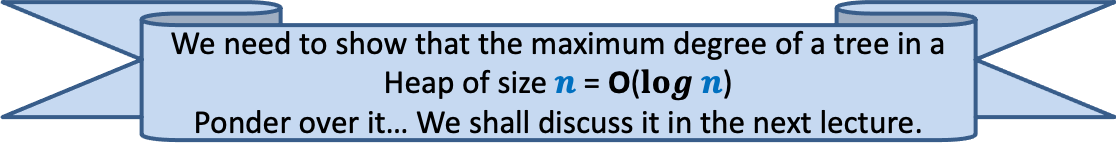 We need to show that the maximum degree of a tree in a
Heap of size n = O(log n)
Ponder over it... We shall discuss it in the next lecture.